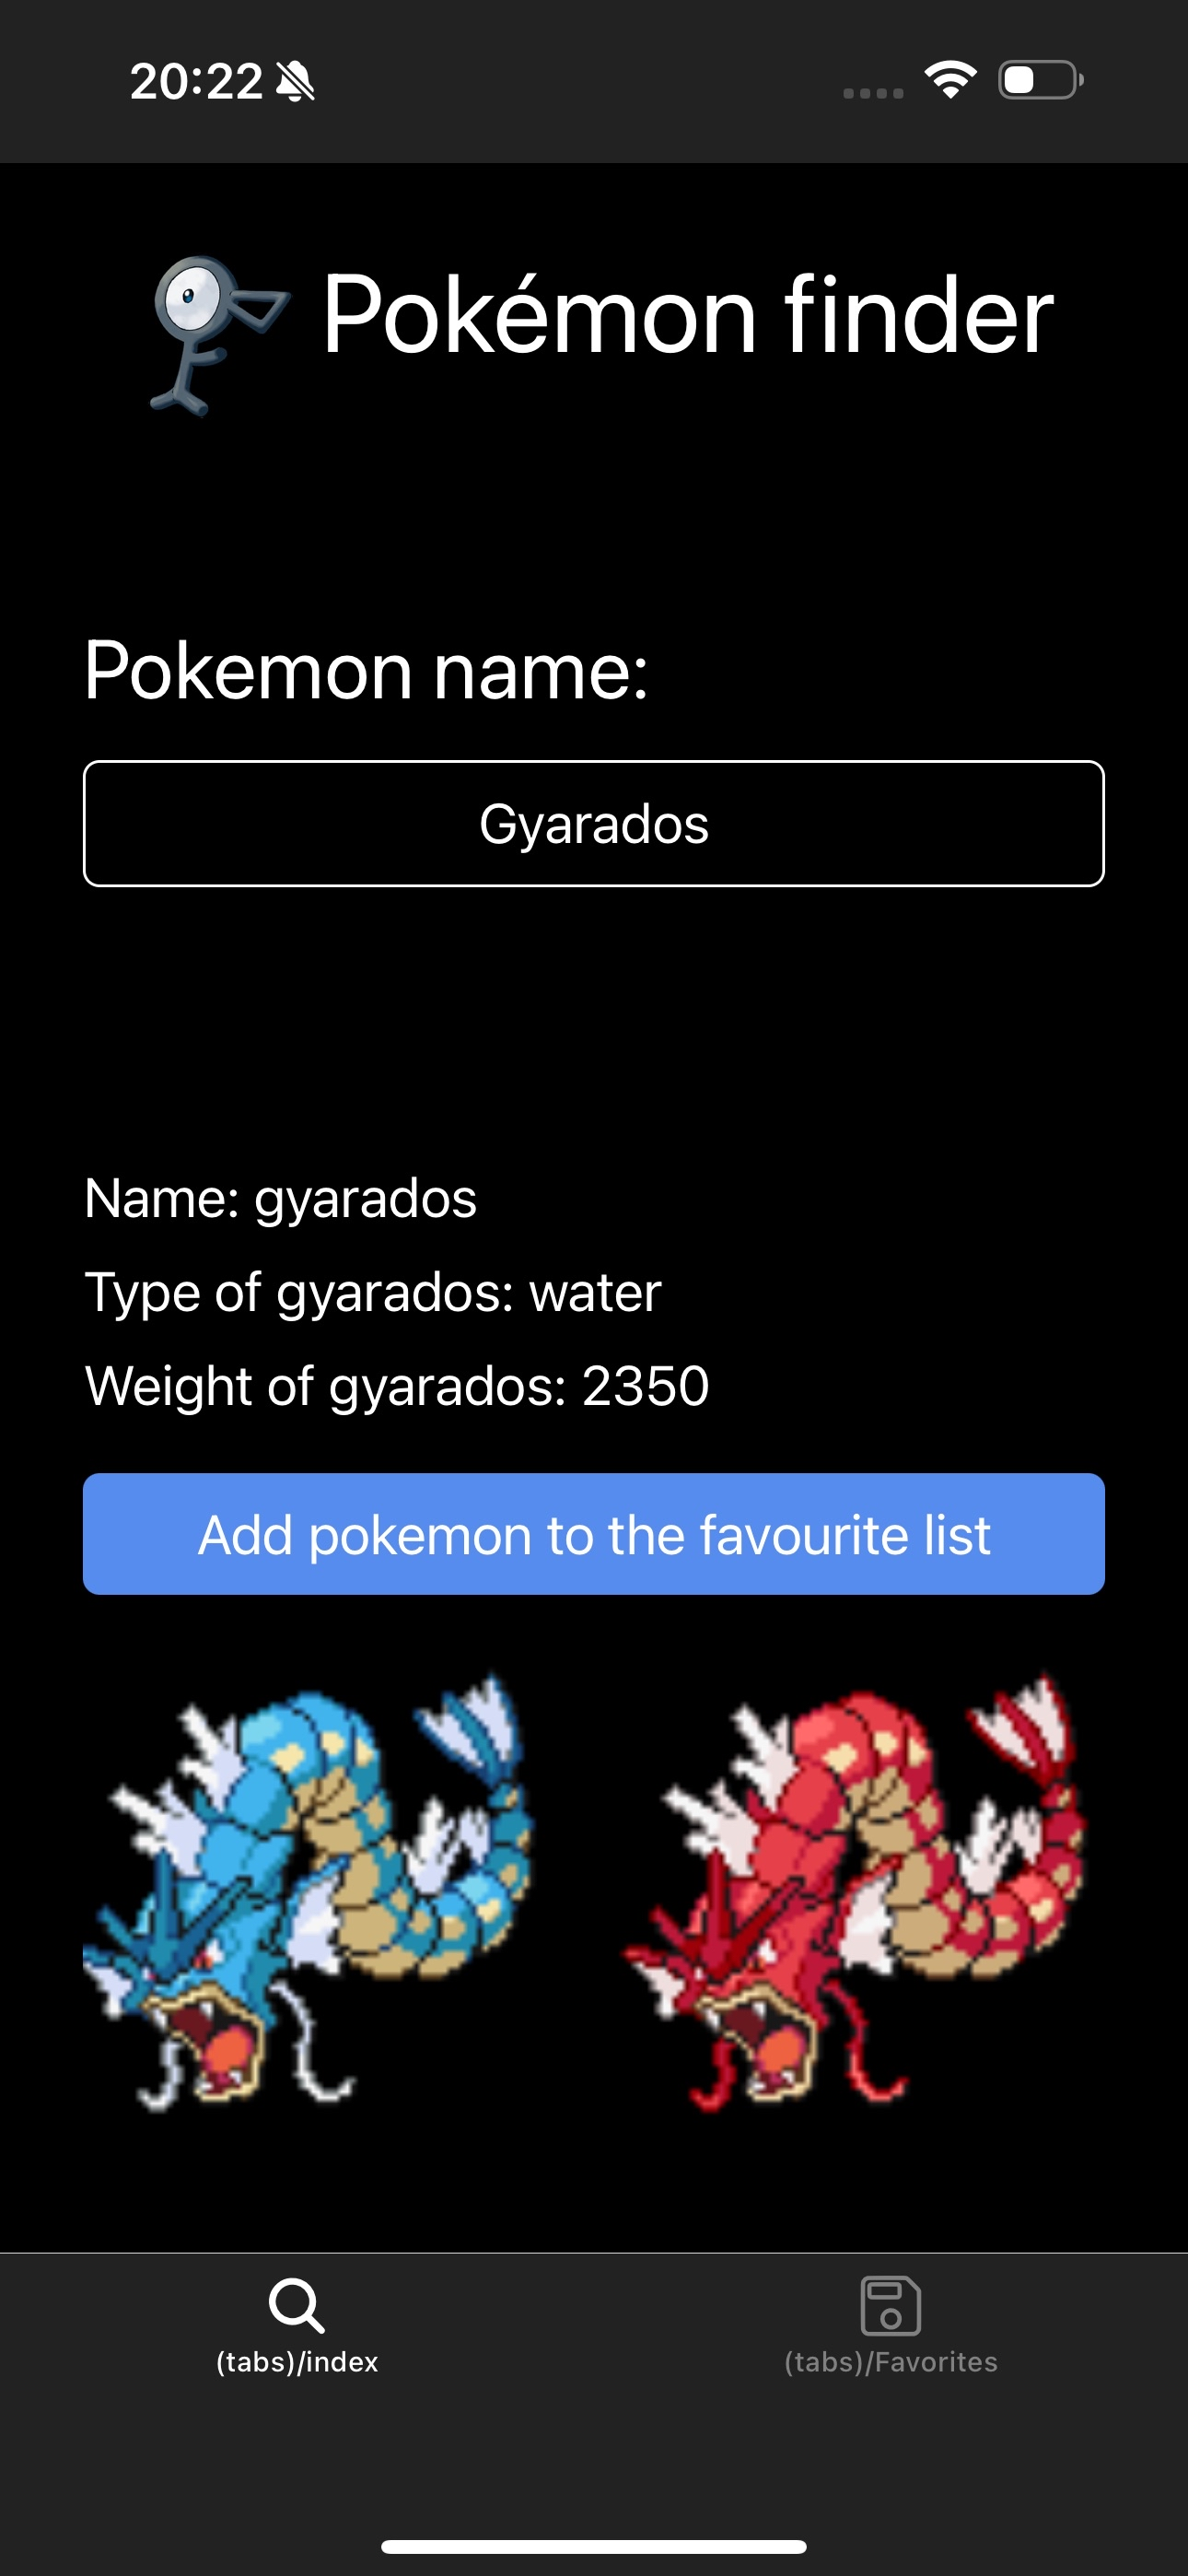 20:22
Pokémon finder
Pokemon name:
Gyarados
Name: gyarados
Type of gyarados: water
Weight of gyarados: 2350
Add pokemon to the favourite list
(tabs)/index
(tabs)/Favorites